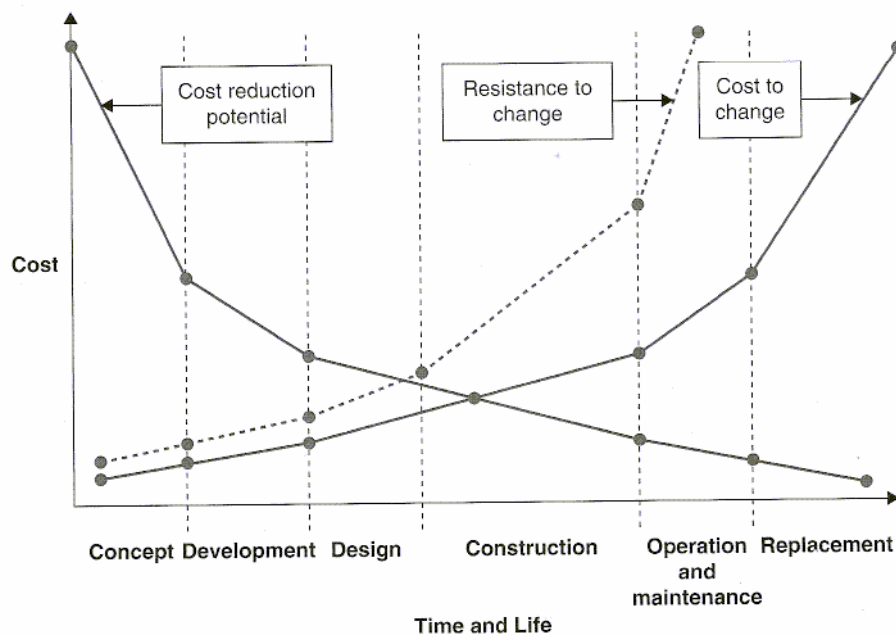 Cost reduction
potential
Resistance to
change
Cost to
change
Cost
Concept Development Design Construction Operation Replacement
and
maintenance
Time and Life